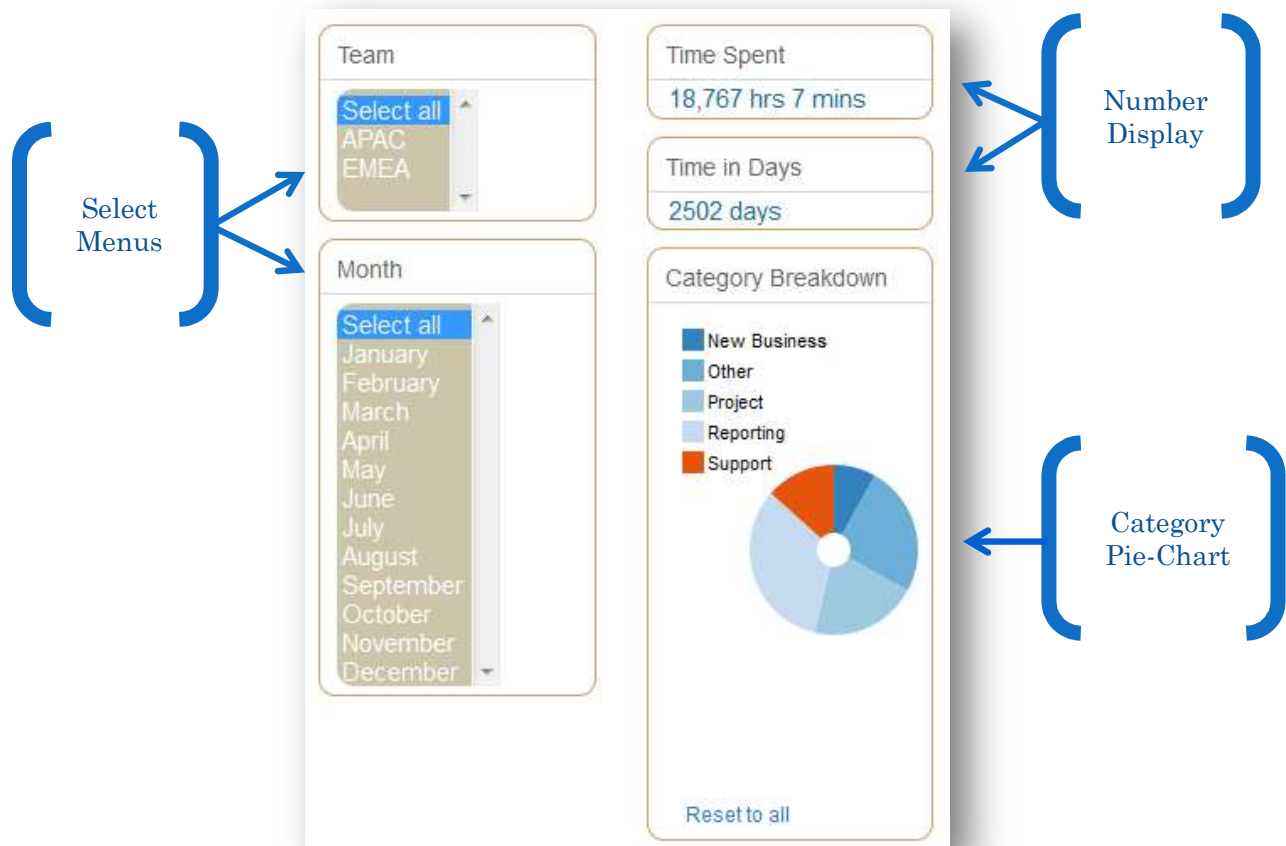 Select
Menus
Team
Select all
APAC
EMEA
Month
Select all
January
February
March
April
May
June
July
August
September
October
November
December
Time Spent
18,767 hrs 7 mins
Time in Days
2502 days
Category Breakdown
New Business
Other
Project
Reporting
Support
Reset to all
Number
Display
Category
Pie-Chart